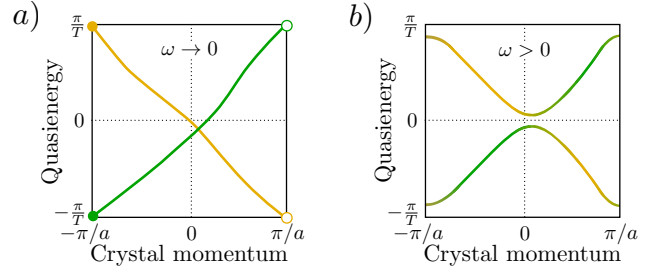 a)
π/T
ω → 0
Quasienergy
0
−π/T
−π/a
0
π/a
Crystal momentum
b)
π/T
ω > 0
Quasienergy
0
−π/T
−π/a
0
π/a
Crystal momentum